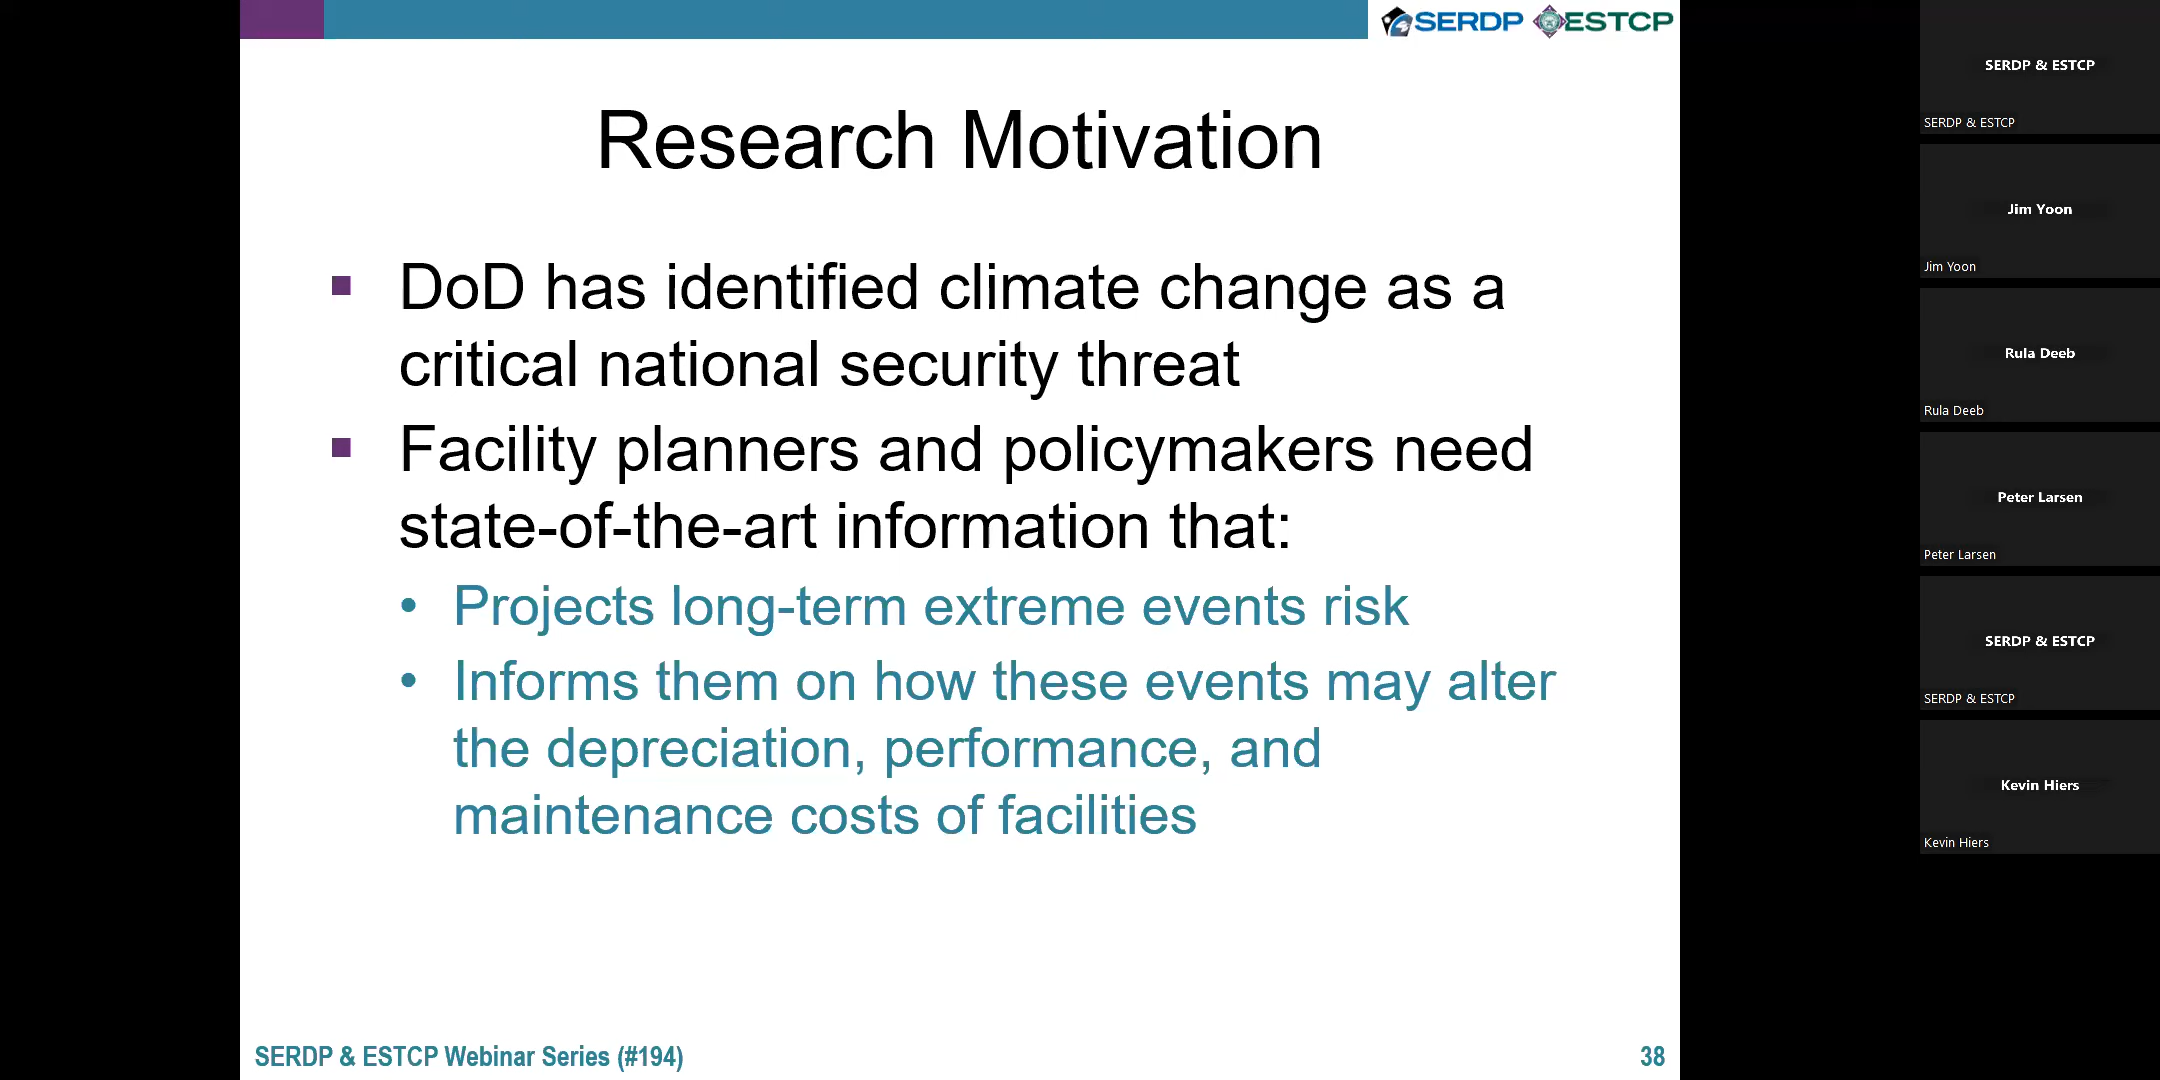 SERDP ESTCP
Research Motivation
DoD has identified climate change as a
critical national security threat
Facility planners and policymakers need
state-of-the-art information that:
• Projects long-term extreme events risk
• Informs them on how these events may alter
the depreciation, performance, and
maintenance costs of facilities
SERDP & ESTCP Webinar Series (#194)
38
SERDP & ESTCP
SERDP & ESTCP
Jim Yoon
Jim Yoon
Rula Deeb
Rula Deeb
Peter Larsen
Peter Larsen
SERDP & ESTCP
SERDP & ESTCP
Kevin Hiers
Kevin Hiers